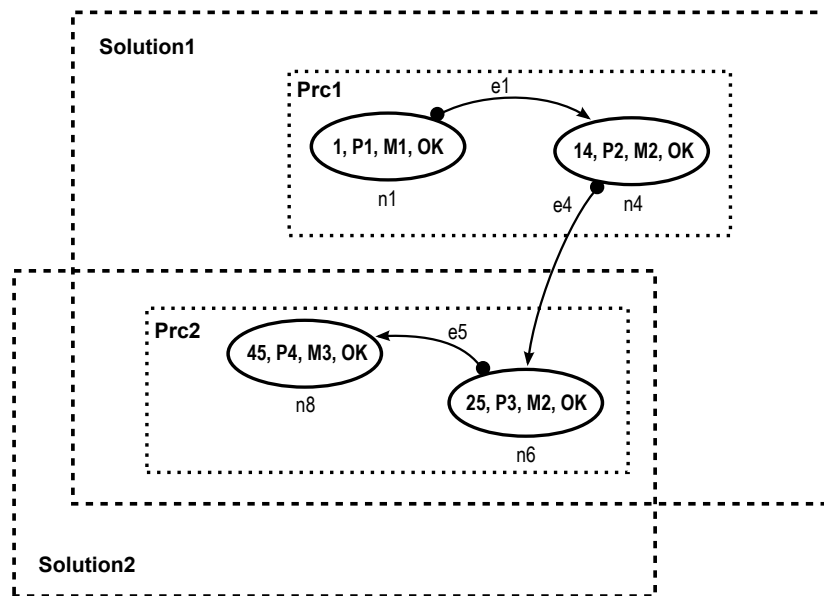 Solution1
Prc1
e1
1, P1, M1, OK
14, P2, M2, OK
n1
e4
n4
Prc2
e5
45, P4, M3, OK
n8
25, P3, M2, OK
n6
Solution2